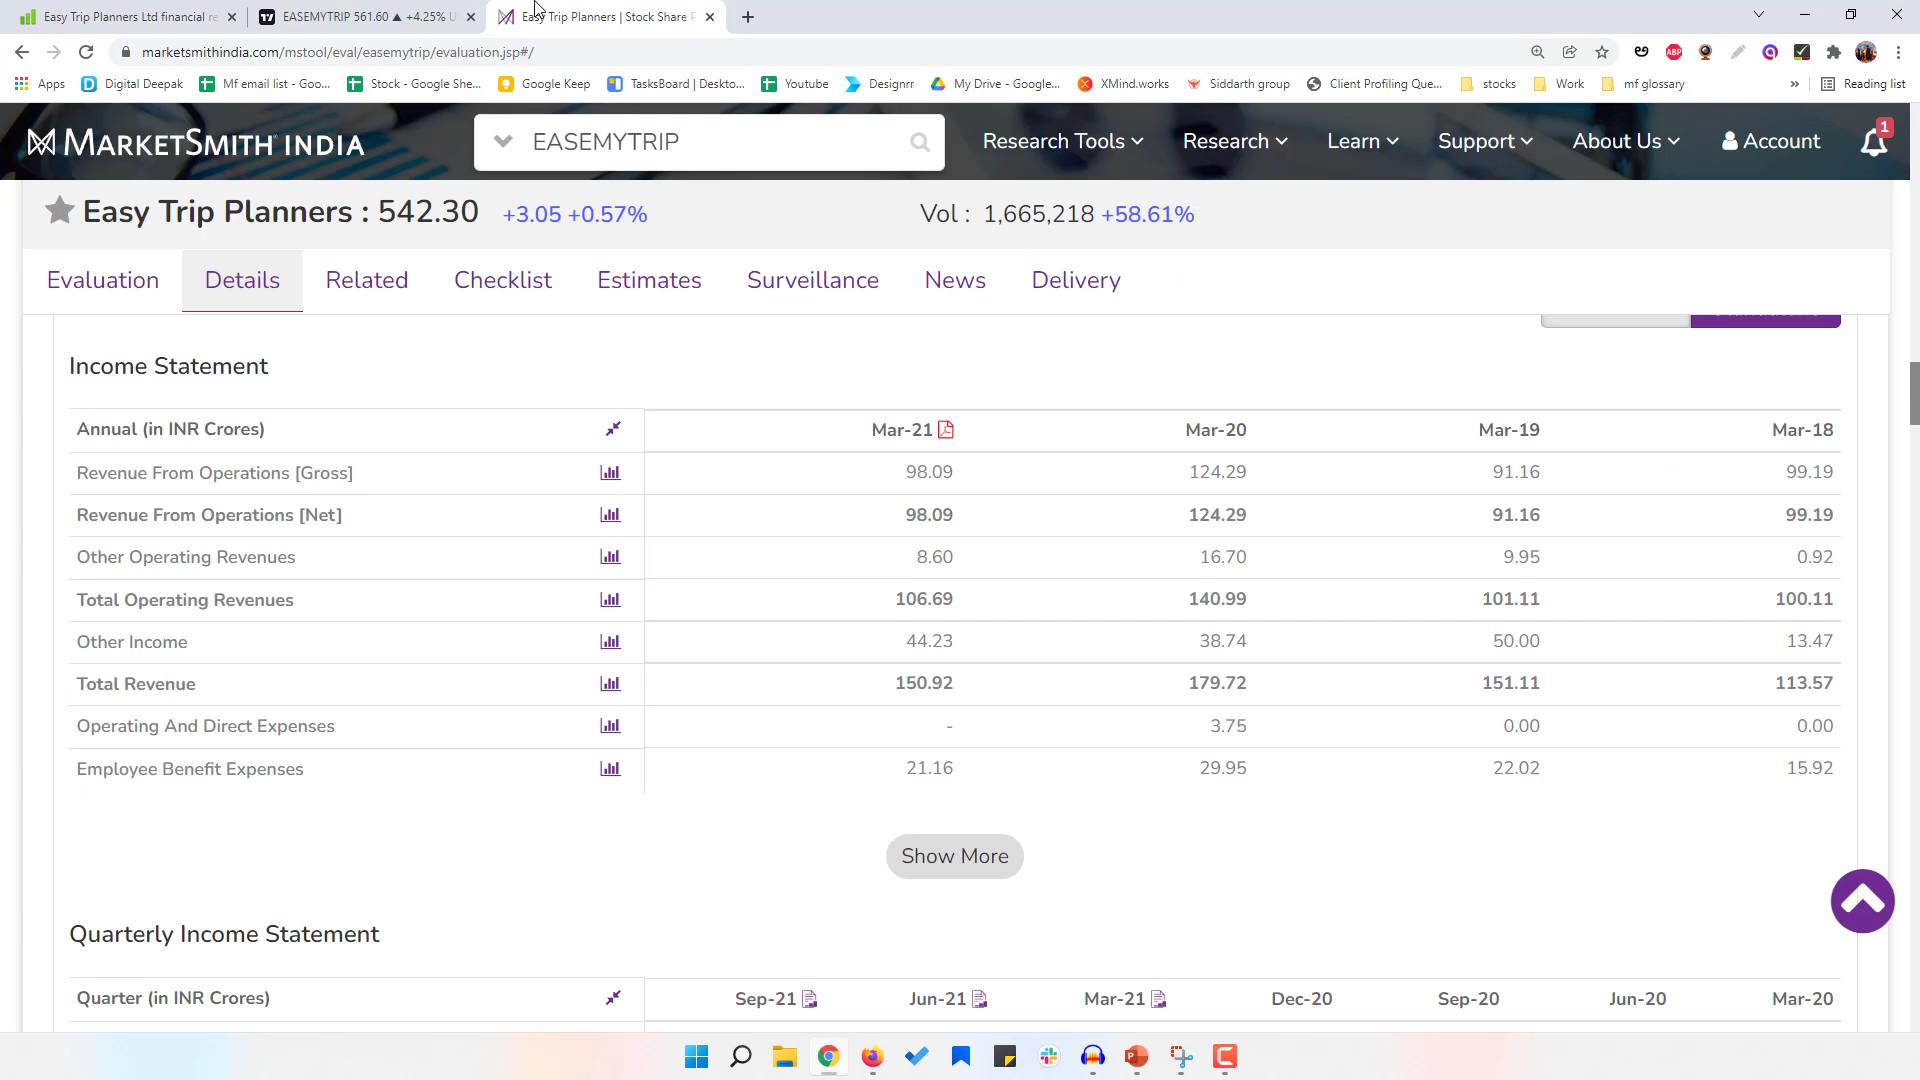 Easy Trip Planners Ltd financial re
EASEMYTRIP 561.60 ▲ +4.25% U
Easy Trip Planners | Stock Share P
marketsmithindia.com/mstool/eval/easemytrip/evaluation.jsp#/
ABP
Apps
Digital Deepak
Mf email list - Goo...
Stock - Google She...
Google Keep
TasksBoard | Deskto...
Youtube
Designrr
My Drive - Google...
XMind.works
Siddarth group
Client Profiling Que...
stocks
Work
mf glossary
»
Reading list
MARKETSMITH INDIA
EASEMYTRIP
Research Tools
Research
Learn
Support
About Us
Account
1
Easy Trip Planners : 542.30 +3.05 +0.57%
Vol : 1,665,218 +58.61%
Evaluation Details Related Checklist Estimates Surveillance News Delivery
Income Statement
Annual (in INR Crores) Mar-21 Mar-20 Mar-19 Mar-18
Revenue From Operations [Gross] 98.09 124.29 91.16 99.19
Revenue From Operations [Net] 98.09 124.29 91.16 99.19
Other Operating Revenues 8.60 16.70 9.95 0.92
Total Operating Revenues 106.69 140.99 101.11 100.11
Other Income 44.23 38.74 50.00 13.47
Total Revenue 150.92 179.72 151.11 113.57
Operating And Direct Expenses - 3.75 0.00 0.00
Employee Benefit Expenses 21.16 29.95 22.02 15.92
Show More
Quarterly Income Statement
Quarter (in INR Crores) Sep-21 Jun-21 Mar-21 Dec-20 Sep-20 Jun-20 Mar-20